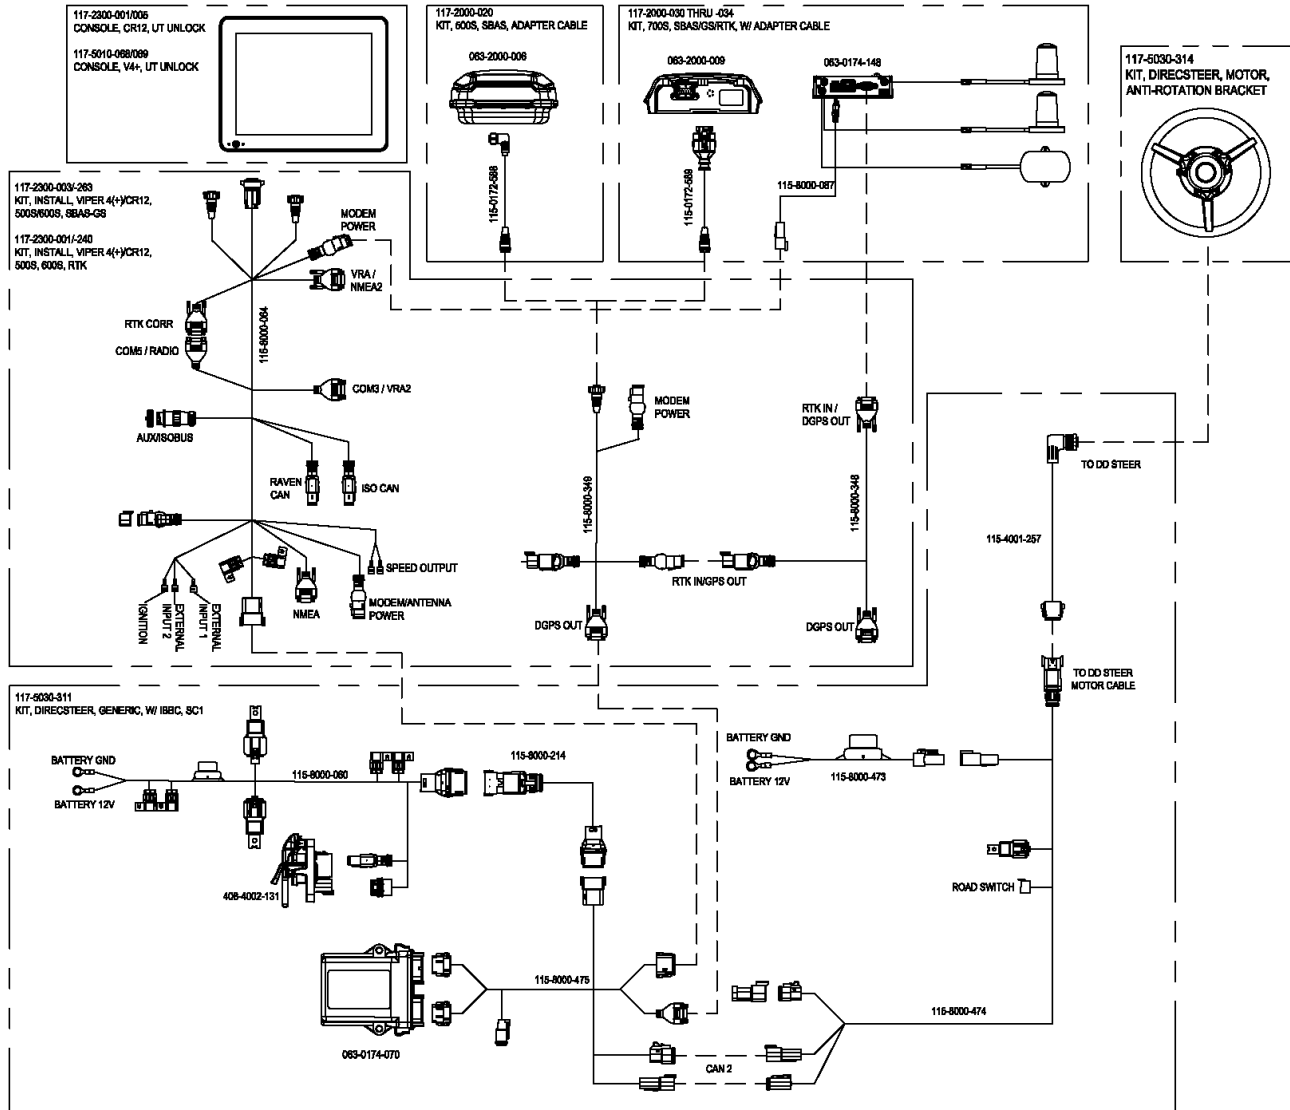 117-2300-001/005
CONSOLE, CR12, UT UNLOCK
117-5010-068/069
CONSOLE, V4+, UT UNLOCK
117-2000-020
KIT, 500S, SBAS, ADAPTER CABLE
063-2000-006
115-0172-588
117-2000-030 THRU -034
KIT, 700S, SBAS/GS/RTK, W/ ADAPTER CABLE
063-2000-009
063-0174-148
115-0172-589
115-8000-087
117-5030-314
KIT, DIRECSTEER, MOTOR,
ANTI-ROTATION BRACKET
117-2300-003/-263
KIT, INSTALL, VIPER 4(+)/CR12,
500S/600S, SBAS-GS
117-2300-001/-240
KIT, INSTALL, VIPER 4(+)/CR12,
500S, 600S, RTK
MODEM
POWER
VRA /
NMEA2
RTK CORR
COM5 / RADIO
115-8000-064
COM3 / VRA2
AUX/ISOBUS
RAVEN
CAN
ISO CAN
SPEED OUTPUT
IGNITION
EXTERNAL
INPUT 2
EXTERNAL
INPUT 1
NMEA
MODEM/ANTENNA
POWER
MODEM
POWER
115-8000-349
RTK IN/GPS OUT
DGPS OUT
RTK IN /
DGPS OUT
115-8000-348
DGPS OUT
TO DD STEER
115-4001-257
TO DD STEER
MOTOR CABLE
117-5030-311
KIT, DIRECSTEER, GENERIC, W/ IBBC, SC1
BATTERY GND
BATTERY 12V
115-8000-060
115-8000-214
408-4002-131
063-0174-070
115-8000-475
BATTERY GND
BATTERY 12V
115-8000-473
ROAD SWITCH
115-8000-474
CAN 2